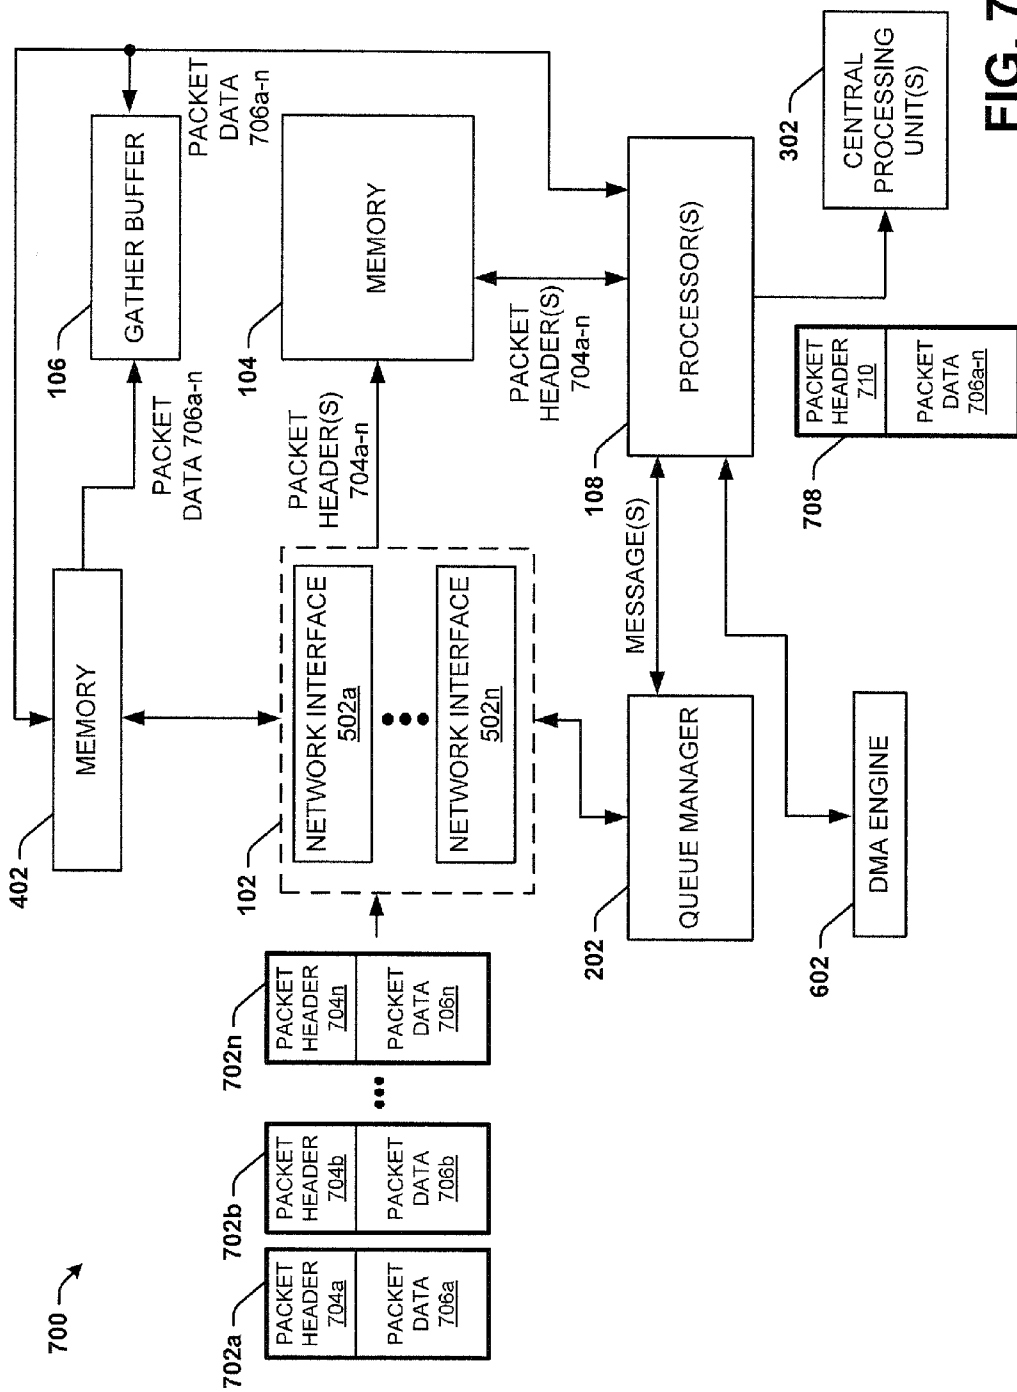 700
702a
PACKET
HEADER
704a
PACKET
DATA
706a
702b
PACKET
HEADER
704b
PACKET
DATA
706b
702n
PACKET
HEADER
704n
PACKET
DATA
706n
402
MEMORY
PACKET
DATA 706a-n
106
GATHER BUFFER
PACKET
DATA
706a-n
102
NETWORK INTERFACE
502a
NETWORK INTERFACE
502n
PACKET
HEADER(S)
704a-n
104
MEMORY
PACKET
HEADER(S)
704a-n
202
QUEUE MANAGER
MESSAGE(S)
108
PROCESSOR(S)
602
DMA ENGINE
708
PACKET
HEADER
710
PACKET
DATA
706a-n
302
CENTRAL
PROCESSING
UNIT(S)
FIG. 7